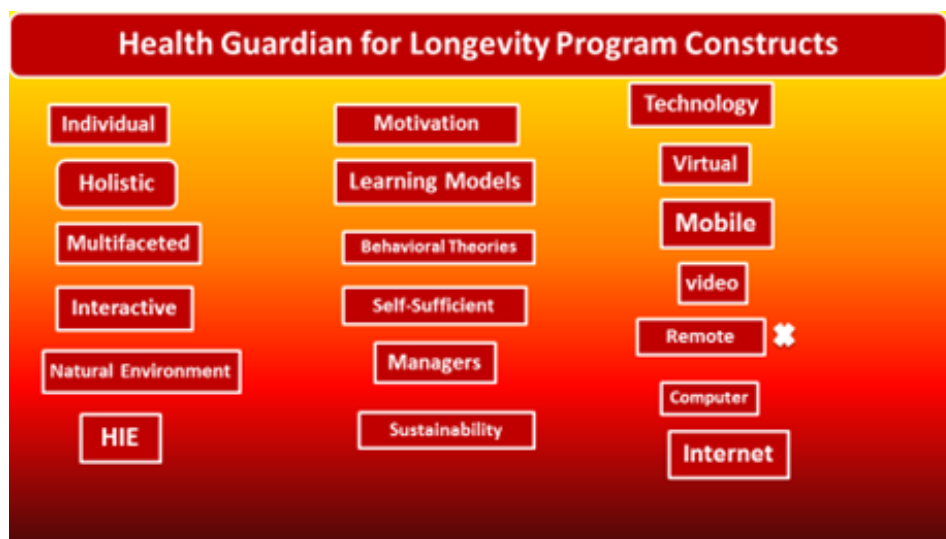 Health Guardian for Longevity Program Constructs
Individual
Holistic
Multifaceted
Interactive
Natural Environment
HIE
Motivation
Learning Models
Behavioral Theories
Self-Sufficient
Managers
Sustainability
Technology
Virtual
Mobile
video
Remote
Computer
Internet